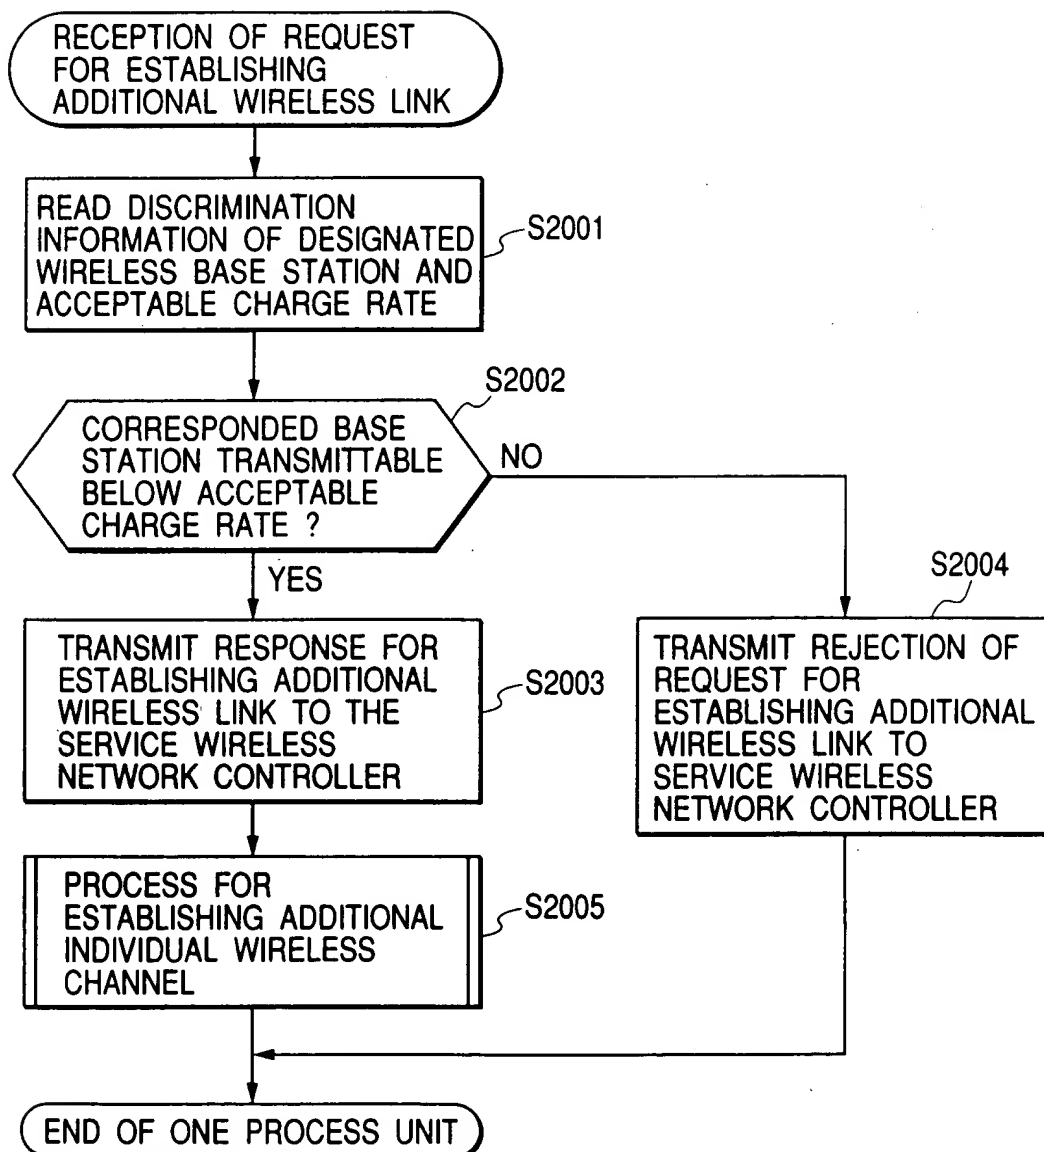 RECEPTION OF REQUEST
FOR ESTABLISHING
ADDITIONAL WIRELESS LINK
READ DISCRIMINATION
INFORMATION OF DESIGNATED
WIRELESS BASE STATION AND
ACCEPTABLE CHARGE RATE
S2001
S2002
CORRESPONDED BASE
STATION TRANSMITTABLE
BELOW ACCEPTABLE
CHARGE RATE ?
NO
YES
S2004
TRANSMIT RESPONSE FOR
ESTABLISHING ADDITIONAL
WIRELESS LINK TO THE
SERVICE WIRELESS
NETWORK CONTROLLER
S2003
TRANSMIT REJECTION OF
REQUEST FOR
ESTABLISHING ADDITIONAL
WIRELESS LINK TO
SERVICE WIRELESS
NETWORK CONTROLLER
PROCESS FOR
ESTABLISHING ADDITIONAL
INDIVIDUAL WIRELESS
CHANNEL
S2005
END OF ONE PROCESS UNIT